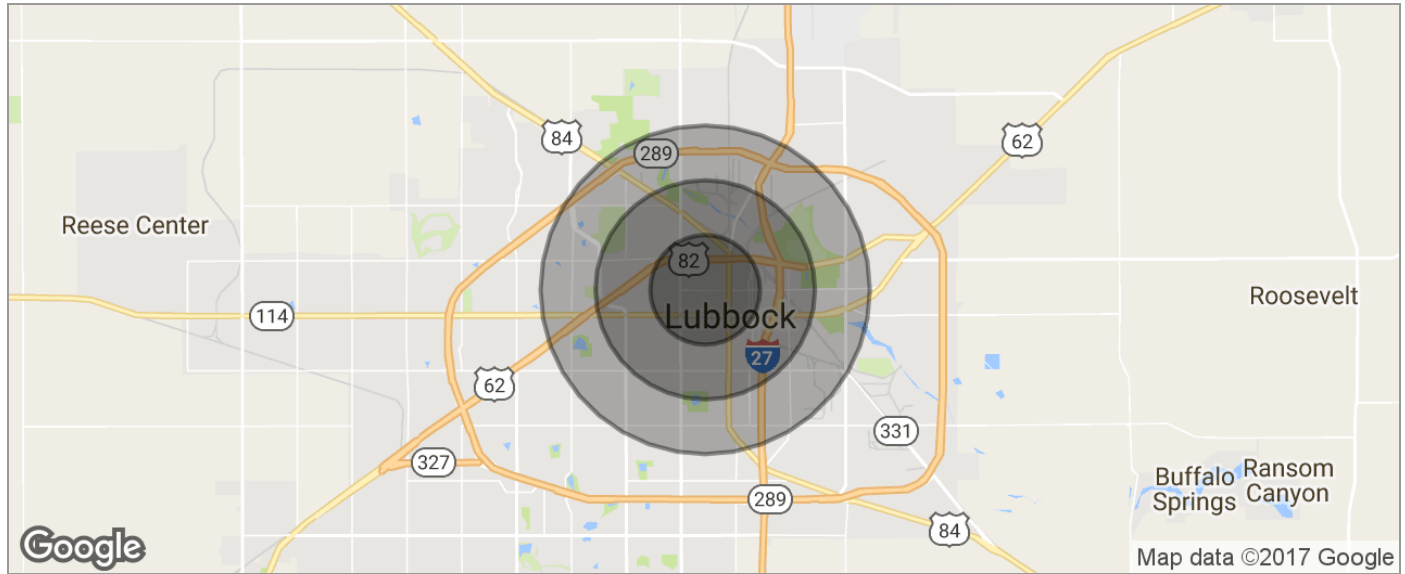 84
289
62
Reese Center
82
114
Roosevelt
Lubbock
27
62
331
327
Buffalo
Springs
Ransom
Canyon
289
84
Google
Map data ©2017 Google